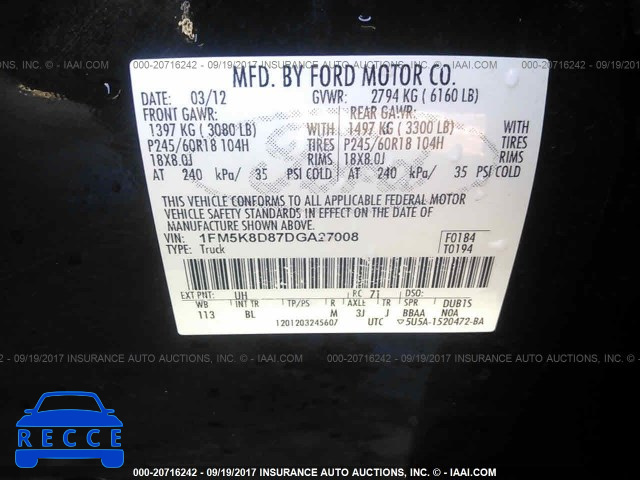 000-20716242 - 09/19/2017 INSURANCE AUTO AUCTIONS, INC. - © IAAI.COM
MFD. BY FORD MOTOR CO.
DATE: 03/12 GVWR: 2794 KG ( 6160 LB)
FRONT GAWR: REAR GAWR:
1397 KG ( 3080 LB) WITH 1497 KG ( 3300 LB) WITH
P245/60R18 104H TIRES P245/60R18 104H TIRES
18X8.0J RIMS 18X8.0J RIMS
AT 240 kPa/ 35 PSI COLD AT 240 kPa/ 35 PSI COLD
THIS VEHICLE CONFORMS TO ALL APPLICABLE FEDERAL MOTOR
VEHICLE SAFETY STANDARDS IN EFFECT ON THE DATE OF
MANUFACTURE SHOWN ABOVE.
VIN: 1FM5K8D87DGA27008 F0184
TYPE: Truck T0194
EXT PNT: UH RC: 71 DSO:
WB INT TR TP/PS R AXLE TR SPR DUB1S
113 BL M 3J J BBAA N0A
1201203245607 UTC 5U5A-1520472-BA
000-20716242 - 09/19/2017 INSURANCE AUTO AUCTIONS, INC. - © IAAI.COM
RECCE
000-20716242 - 09/19/2017 INSURANCE AUTO AUCTIONS, INC. - © IAAI.COM